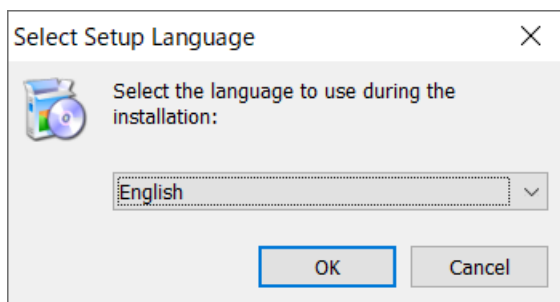 Select Setup Language
Select the language to use during the
installation:
English
OK
Cancel